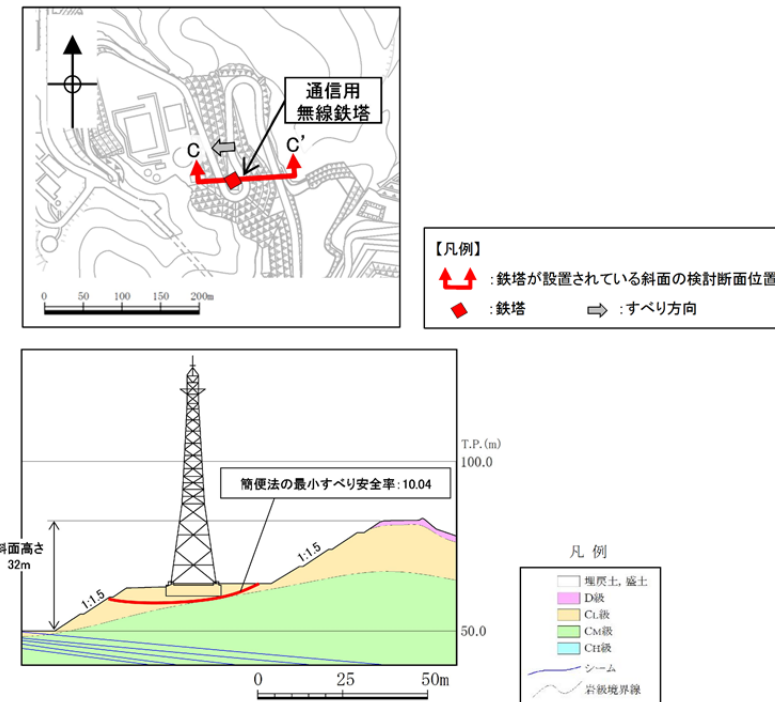 通信用
無線鉄塔
C
C'
0 50 100 150 200m
【凡例】
:鉄塔が設置されている斜面の検討断面位置
:鉄塔
:すべり方向
T.P.(m)
100.0
簡便法の最小すべり安全率:10.04
斜面高さ
32m
1:1.5
1:1.5
50.0
0 25 50m
凡 例
埋戻土, 盛土
D級
CL級
CM級
CH級
シーム
岩級境界線